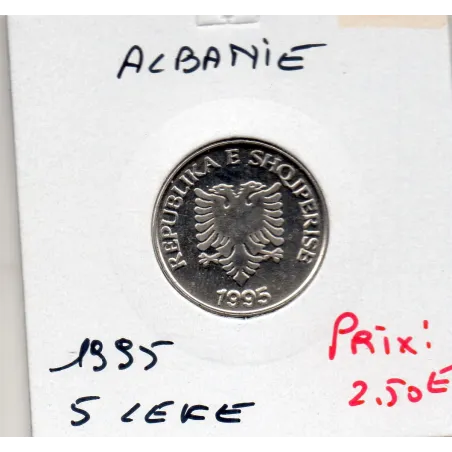 ALBANIE
REPUBLIKA E SHQIPERISE
1995
1995
5 LEKE
Prix:
2.50E